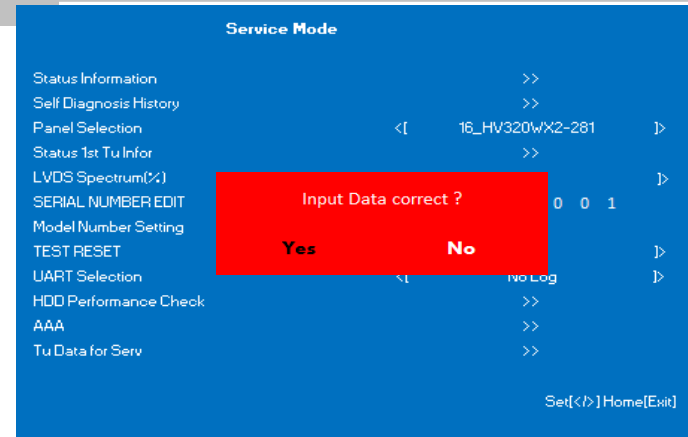 Service Mode
Status Information >>
Self Diagnosis History >>
Panel Selection <[ 16_HV320WX2-281 ]>
Status 1st Tu Infor >>
LVDS Spectrum(%) ]>
SERIAL NUMBER EDIT 0 0 1
Input Data correct ?
Model Number Setting
TEST RESET ]>
Yes No
UART Selection <[ No Log ]>
HDD Performance Check >>
AAA >>
Tu Data for Serv >>
Set[</>] Home[Exit]